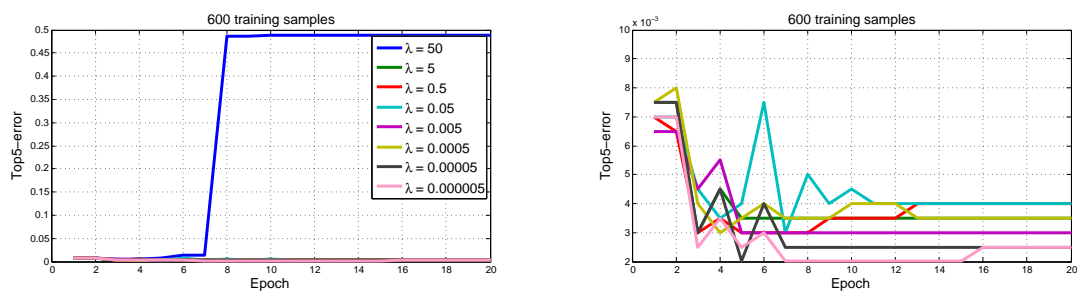 600 training samples
0.5
0.45
0.4
0.35
0.3
0.25
0.2
0.15
0.1
0.05
0
Top5−error
0 2 4 6 8 10 12 14 16 18 20
Epoch
λ = 50
λ = 5
λ = 0.5
λ = 0.05
λ = 0.005
λ = 0.0005
λ = 0.00005
λ = 0.000005
600 training samples
x 10⁻³
10
9
8
7
6
5
4
3
2
Top5−error
0 2 4 6 8 10 12 14 16 18 20
Epoch